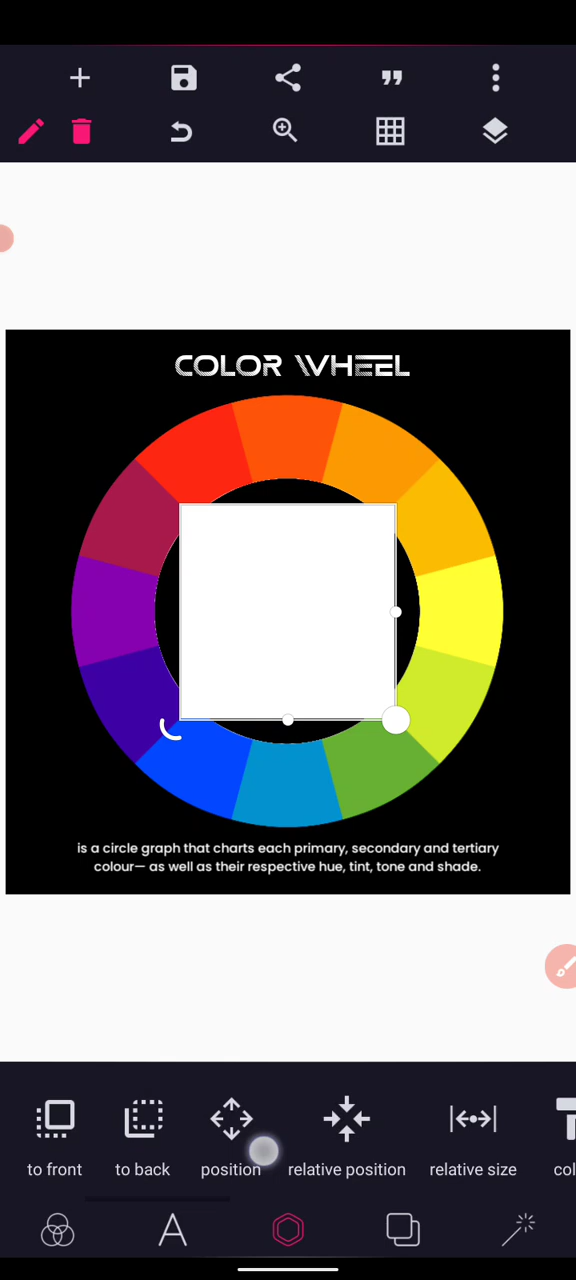 COLOR WHEEL
is a circle graph that charts each primary, secondary and tertiary
colour— as well as their respective hue, tint, tone and shade.
to front
to back
position
relative position
relative size